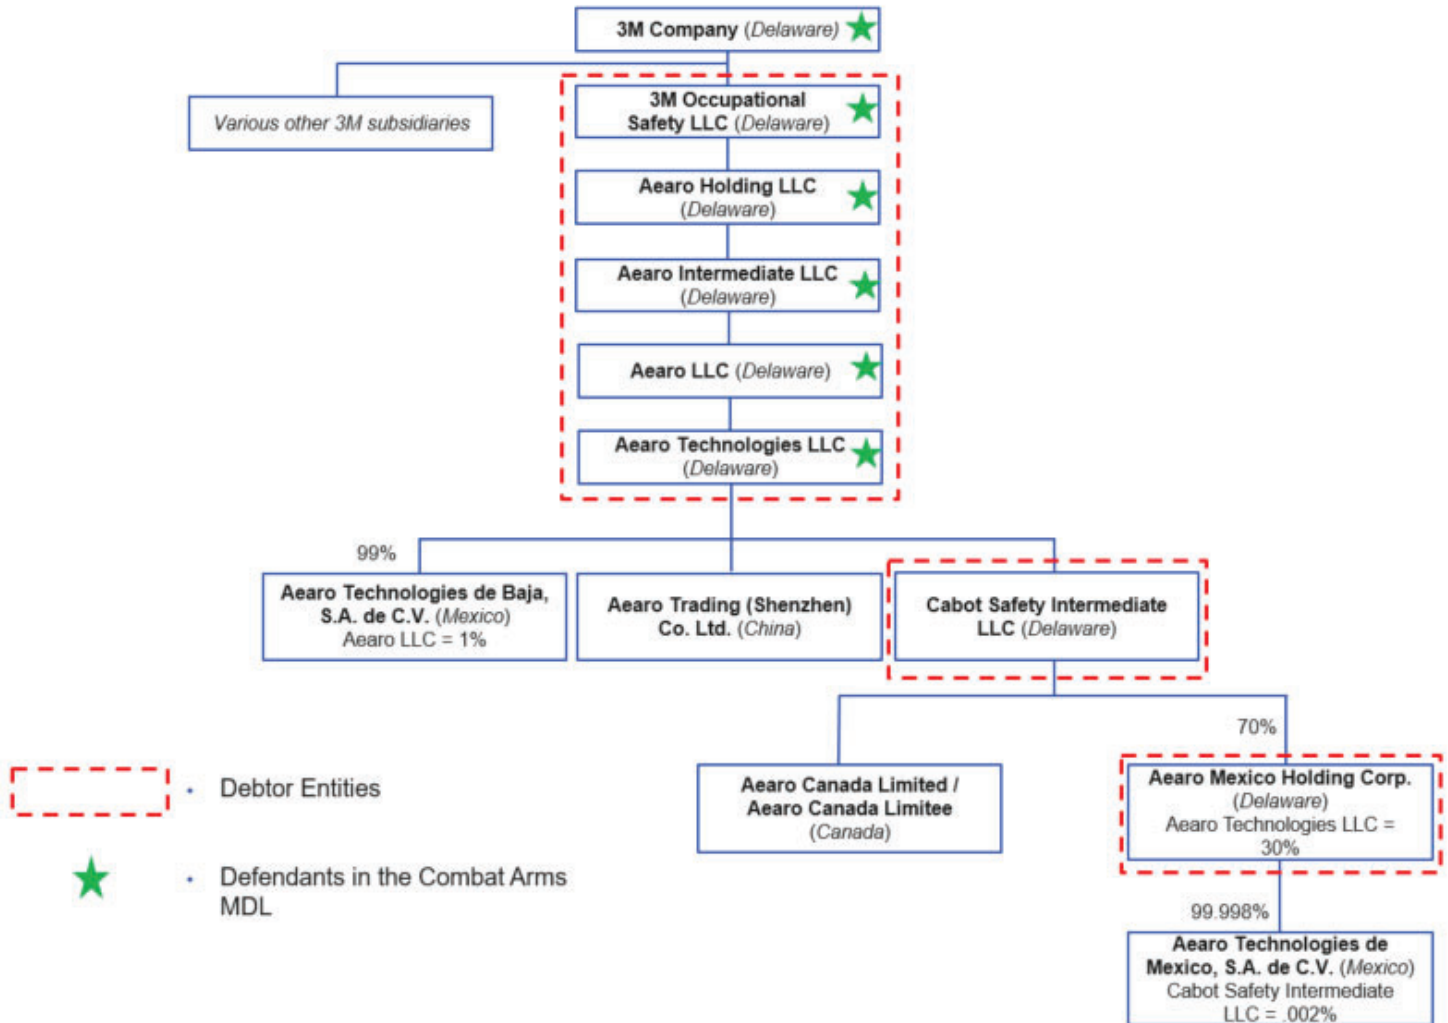 3M Company (Delaware)
Various other 3M subsidiaries
3M Occupational
Safety LLC (Delaware)
Aearo Holding LLC
(Delaware)
Aearo Intermediate LLC
(Delaware)
Aearo LLC (Delaware)
Aearo Technologies LLC
(Delaware)
99%
Aearo Technologies de Baja,
S.A. de C.V. (Mexico)
Aearo LLC = 1%
Aearo Trading (Shenzhen)
Co. Ltd. (China)
Cabot Safety Intermediate
LLC (Delaware)
70%
Aearo Canada Limited /
Aearo Canada Limitee
(Canada)
Aearo Mexico Holding Corp.
(Delaware)
Aearo Technologies LLC =
30%
99.998%
Aearo Technologies de
Mexico, S.A. de C.V. (Mexico)
Cabot Safety Intermediate
LLC = .002%
• Debtor Entities
• Defendants in the Combat Arms
MDL